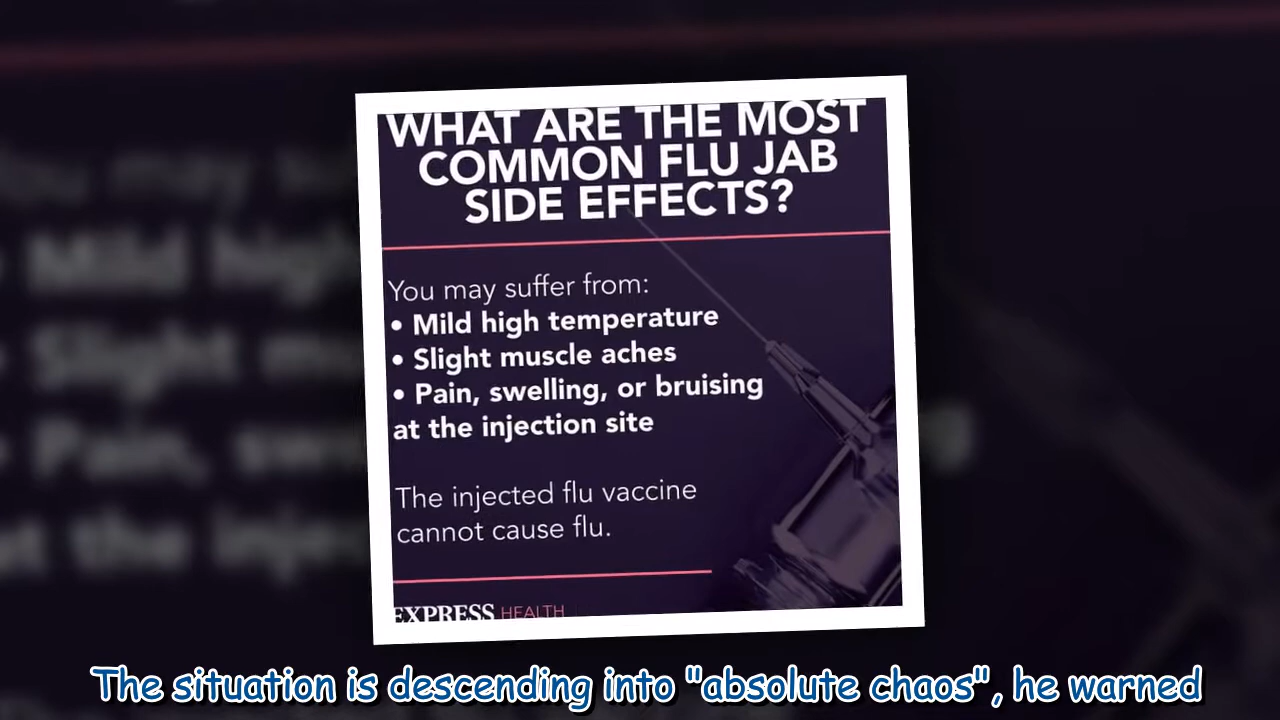 WHAT ARE THE MOST
COMMON FLU JAB
SIDE EFFECTS?
You may suffer from:
• Mild high temperature
• Slight muscle aches
• Pain, swelling, or bruising
at the injection site
The injected flu vaccine
cannot cause flu.
EXPRESS HEALTH
The situation is descending into "absolute chaos", he warned